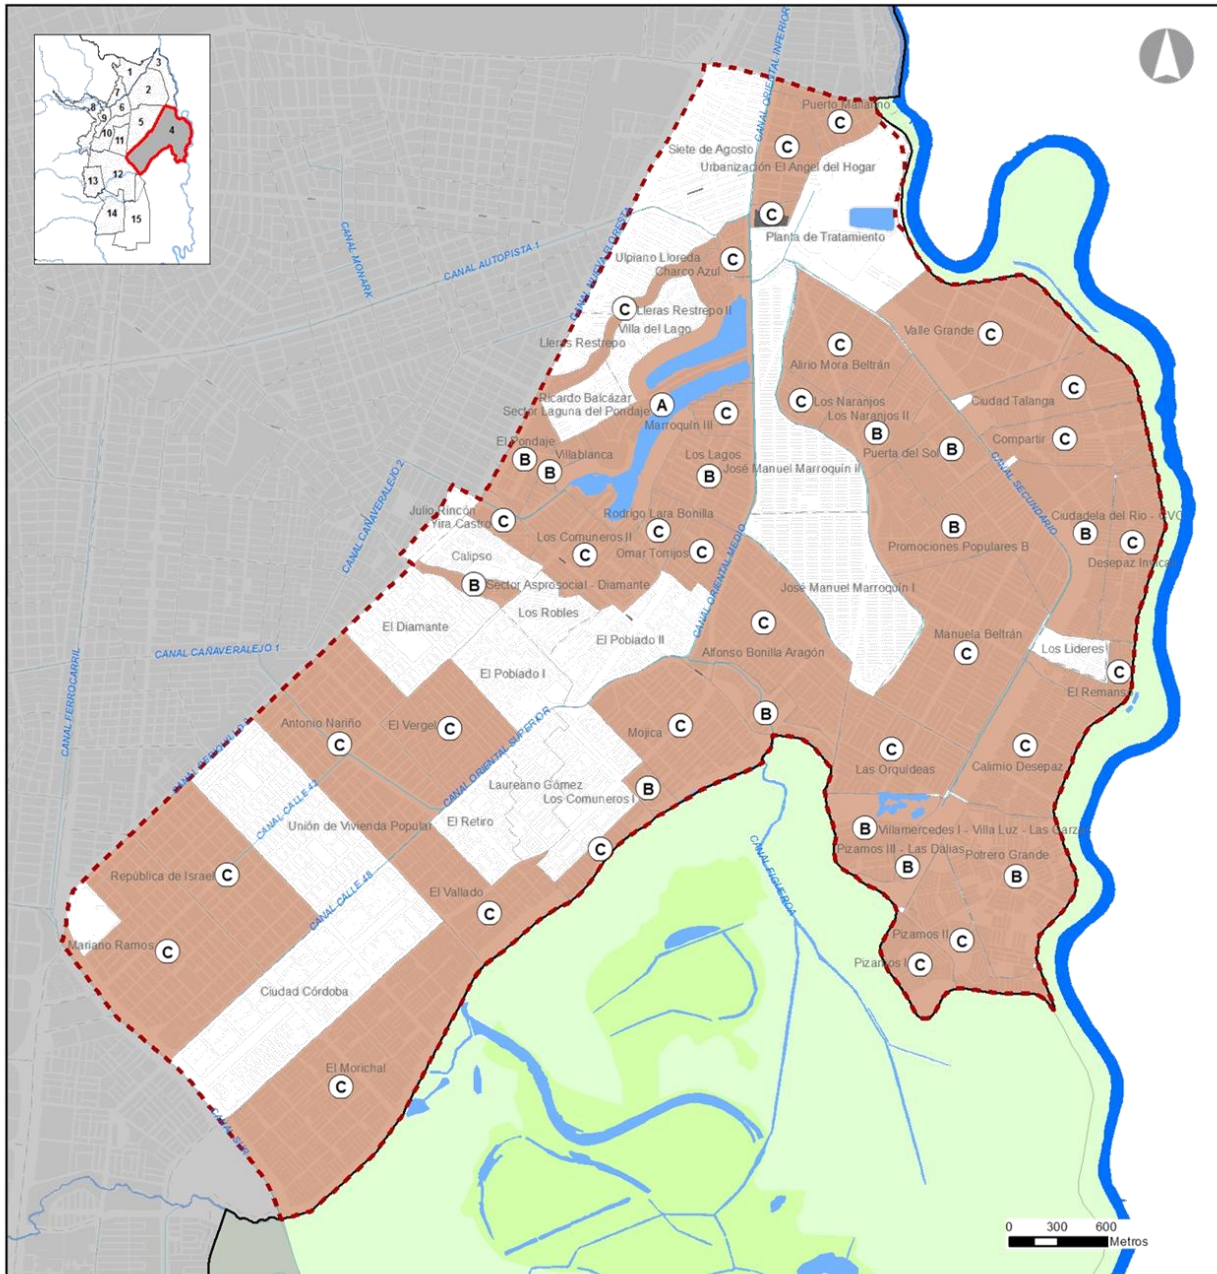 1
3
2
7
8
6
9
5
4
10
11
13
12
14
15
CANAL ORIENTAL INFERIOR
Puerto Mallarino
C
C
Siete de Agosto
Urbanización El Angel del Hogar
C
Planta de Tratamiento
CANAL MONARK
CANAL AUTOPISTA 1
CANAL NUEVA FLORESTA
Ulpiano Lloreda
Charco Azul
C
C
Lleras Restrepo II
Villa del Lago
Lleras Restrepo
Valle Grande
C
C
Alirio Mora Beltrán
Ricardo Balcázar
Sector Laguna del Pondaje
A
Marroquín III
C
C
Los Naranjos
Los Naranjos II
B
Ciudad Talanga
C
Compartir
C
El Pondaje
Villablanca
B
B
Los Lagos
B
José Manuel Marroquín II
Puerta del Sol
B
CANAL SECUNDARIO
CANAL CAÑAVERALEJO 2
Julio Rincón
Yira Castro
C
Rodrigo Lara Bonilla
C
Los Comuneros II
C
Omar Torrijos
C
CANAL ORIENTAL MEDIO
B
Promociones Populares B
Ciudadela del Rio - CVC
B
C
Desepaz Invicali
Calipso
B
Sector Asprosocial - Diamante
José Manuel Marroquín I
Los Robles
El Diamante
El Poblado II
C
Alfonso Bonilla Aragón
Manuela Beltrán
C
Los Lideres
C
El Remanso
CANAL CAÑAVERALEJO 1
CANAL FERROCARRIL
El Poblado I
Antonio Nariño
C
El Vergel
C
CANAL ORIENTAL SUPERIOR
Mojica
C
B
Las Orquídeas
C
C
Calimio Desepaz
Laureano Gómez
Los Comuneros I
B
CANAL CALLE 42
Unión de Vivienda Popular
El Retiro
C
B
Villamercedes I - Villa Luz - Las Garzas
Pizamos III - Las Dalias
B
Potrero Grande
B
República de Israel
C
CANAL CALLE 48
El Vallado
C
CANAL FIGUEROA
Mariano Ramos
C
Pizamos II
C
Pizamos I
C
Ciudad Córdoba
El Morichal
C
CANAL SUR
0 300 600
Metros